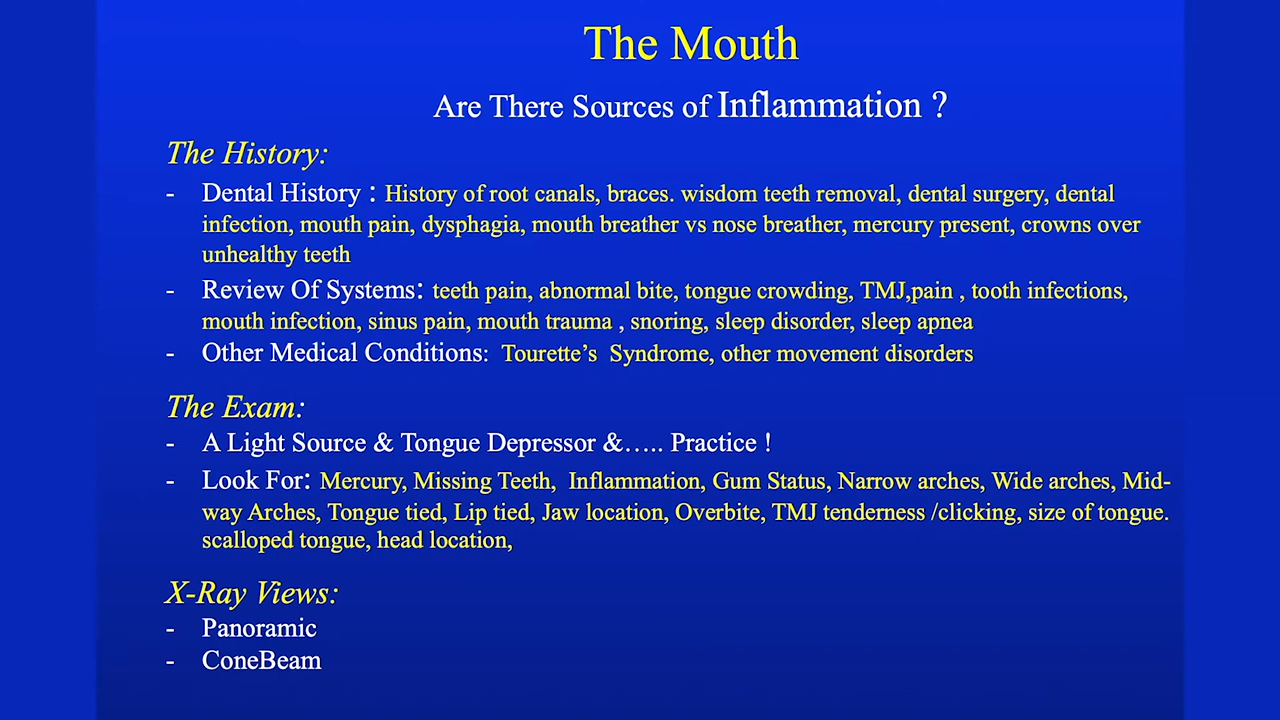 The Mouth
Are There Sources of Inflammation ?
The History:
- Dental History : History of root canals, braces. wisdom teeth removal, dental surgery, dental
infection, mouth pain, dysphagia, mouth breather vs nose breather, mercury present, crowns over
unhealthy teeth
- Review Of Systems: teeth pain, abnormal bite, tongue crowding, TMJ,pain , tooth infections,
mouth infection, sinus pain, mouth trauma , snoring, sleep disorder, sleep apnea
- Other Medical Conditions: Tourette’s Syndrome, other movement disorders
The Exam:
- A Light Source & Tongue Depressor &….. Practice !
- Look For: Mercury, Missing Teeth, Inflammation, Gum Status, Narrow arches, Wide arches, Mid-
way Arches, Tongue tied, Lip tied, Jaw location, Overbite, TMJ tenderness /clicking, size of tongue.
scalloped tongue, head location,
X-Ray Views:
- Panoramic
- ConeBeam